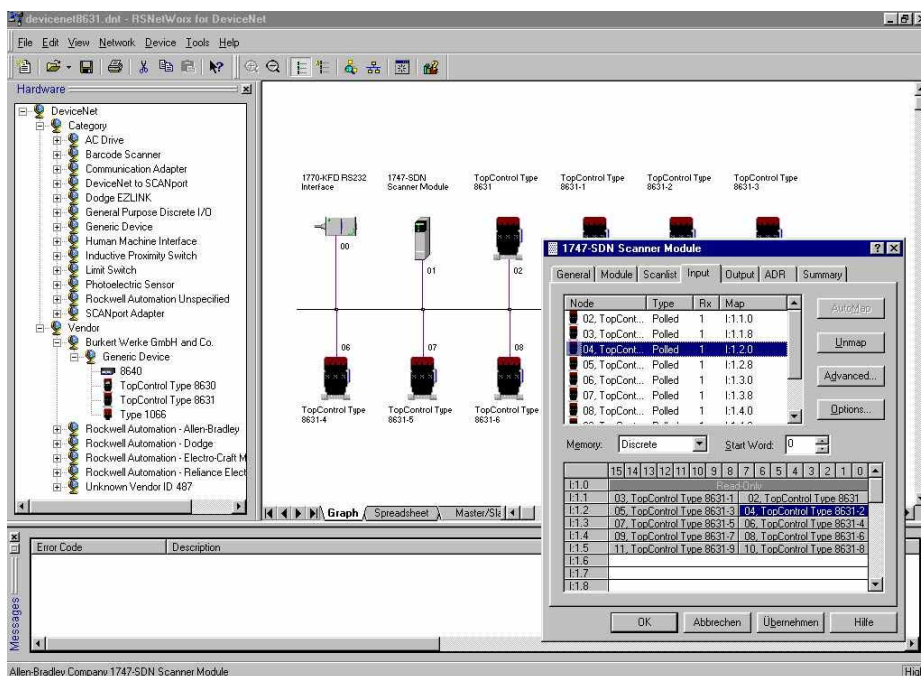 devicenet8631.dnt - RSNetWorx for DeviceNet
File Edit View Network Device Tools Help
Hardware
DeviceNet
Category
AC Drive
Barcode Scanner
Communication Adapter
DeviceNet to SCANport
Dodge EZLINK
General Purpose Discrete I/O
Generic Device
Human Machine Interface
Inductive Proximity Switch
Limit Switch
Photoelectric Sensor
Rockwell Automation Unspecified
SCANport Adapter
Vendor
Burkert Werke GmbH and Co.
Generic Device
8640
TopControl Type 8630
TopControl Type 8631
Type 1066
Rockwell Automation - Allen-Bradley
Rockwell Automation - Dodge
Rockwell Automation - Electro-Craft M
Rockwell Automation - Reliance Elect
Unknown Vendor ID 487
1770-KFD RS232 Interface
1747-SDN Scanner Module
TopControl Type 8631
TopControl Type 8631-1
TopControl Type 8631-2
TopControl Type 8631-3
00
01
02
06
07
08
TopControl Type 8631-4
TopControl Type 8631-5
TopControl Type 8631-6
Graph Spreadsheet Master/Sla
1747-SDN Scanner Module
General Module Scanlist Input Output ADR Summary
Node Type Rx Map
02, TopCont... Polled 1 I:1.1.0
03, TopCont... Polled 1 I:1.1.8
04, TopCont... Polled 1 I:1.2.0
05, TopCont... Polled 1 I:1.2.8
06, TopCont... Polled 1 I:1.3.0
07, TopCont... Polled 1 I:1.3.8
08, TopCont... Polled 1 I:1.4.0
AutoMap
Unmap
Advanced...
Options...
Memory: Discrete Start Word: 0
15 14 13 12 11 10 9 8 7 6 5 4 3 2 1 0
I:1.0 Read-Only
I:1.1 03, TopControl Type 8631-1 02, TopControl Type 8631
I:1.2 05, TopControl Type 8631-3 04, TopControl Type 8631-2
I:1.3 07, TopControl Type 8631-5 06, TopControl Type 8631-4
I:1.4 09, TopControl Type 8631-7 08, TopControl Type 8631-6
I:1.5 11, TopControl Type 8631-9 10, TopControl Type 8631-8
I:1.6
I:1.7
I:1.8
OK Abbrechen Übernehmen Hilfe
Error Code Description
Messages
Allen-Bradley Company 1747-SDN Scanner Module
High